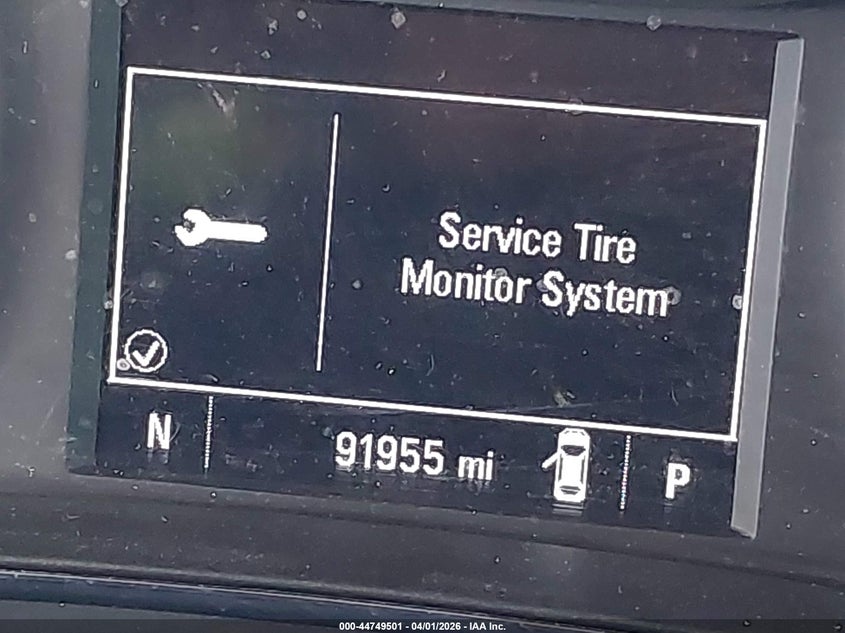 Service Tire
Monitor System
N
91955 mi
P
000-44749501 - 04/01/2026 - IAA Inc.